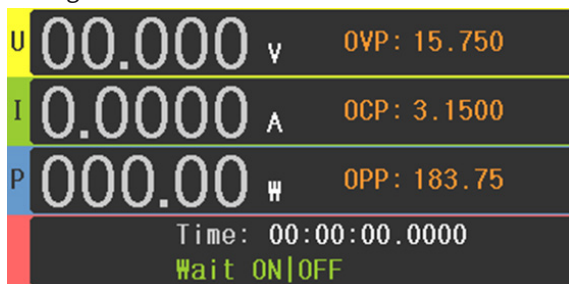 U 00.000 V OVP: 15.750
I 0.0000 A OCP: 3.1500
P 000.00 W OPP: 183.75
Time: 00:00:00.0000
Wait ON|OFF